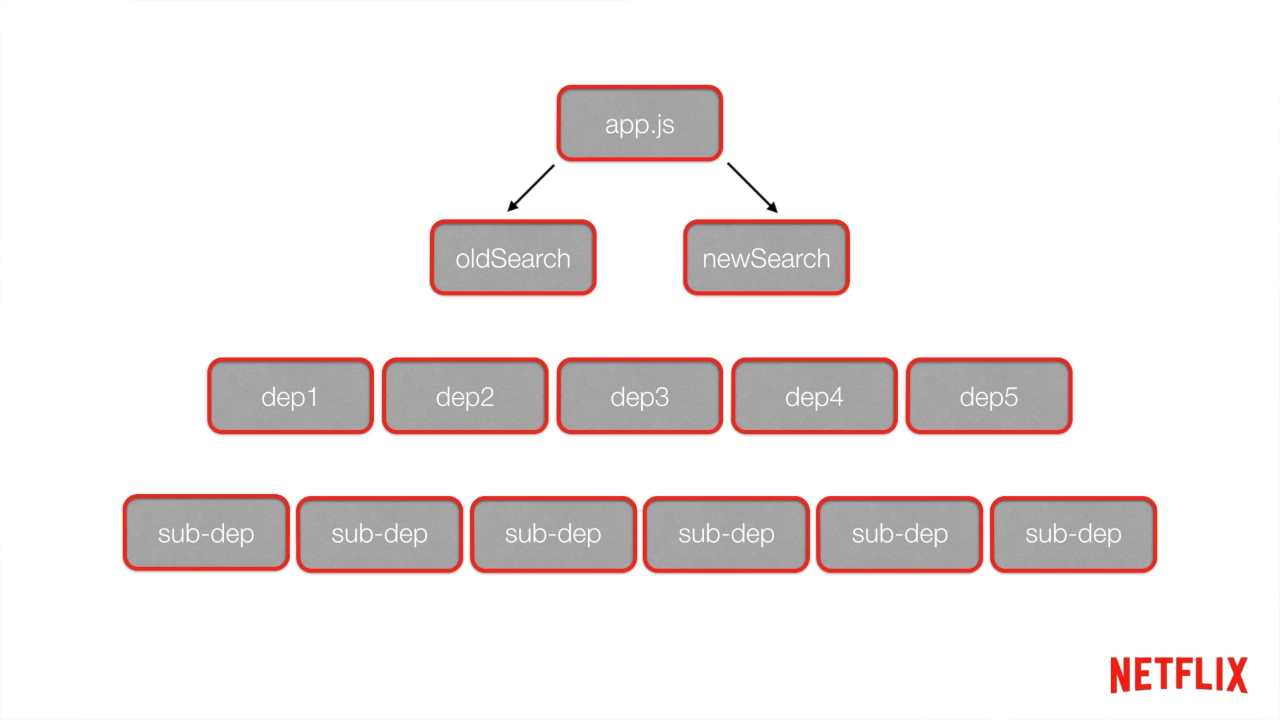 app.js
oldSearch
newSearch
dep1
dep2
dep3
dep4
dep5
sub-dep
sub-dep
sub-dep
sub-dep
sub-dep
sub-dep
NETFLIX